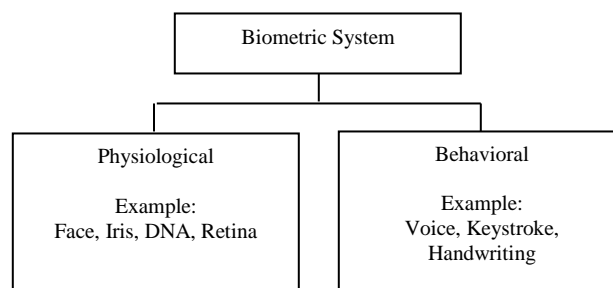 Biometric System
Physiological
Example:
Face, Iris, DNA, Retina
Behavioral
Example:
Voice, Keystroke,
Handwriting